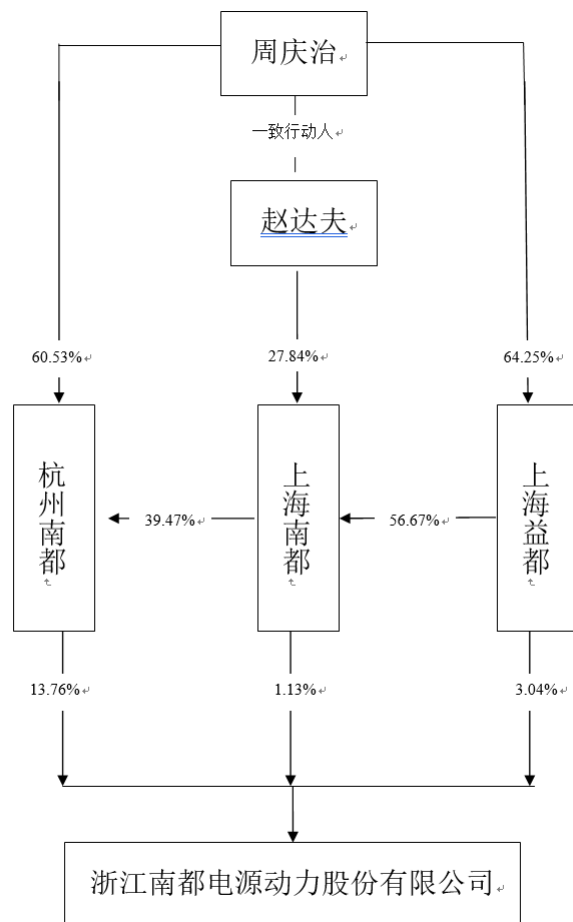 周庆治
一致行动人
赵达夫
60.53%
27.84%
64.25%
杭州南都
上海南都
上海益都
39.47%
56.67%
13.76%
1.13%
3.04%
浙江南都电源动力股份有限公司